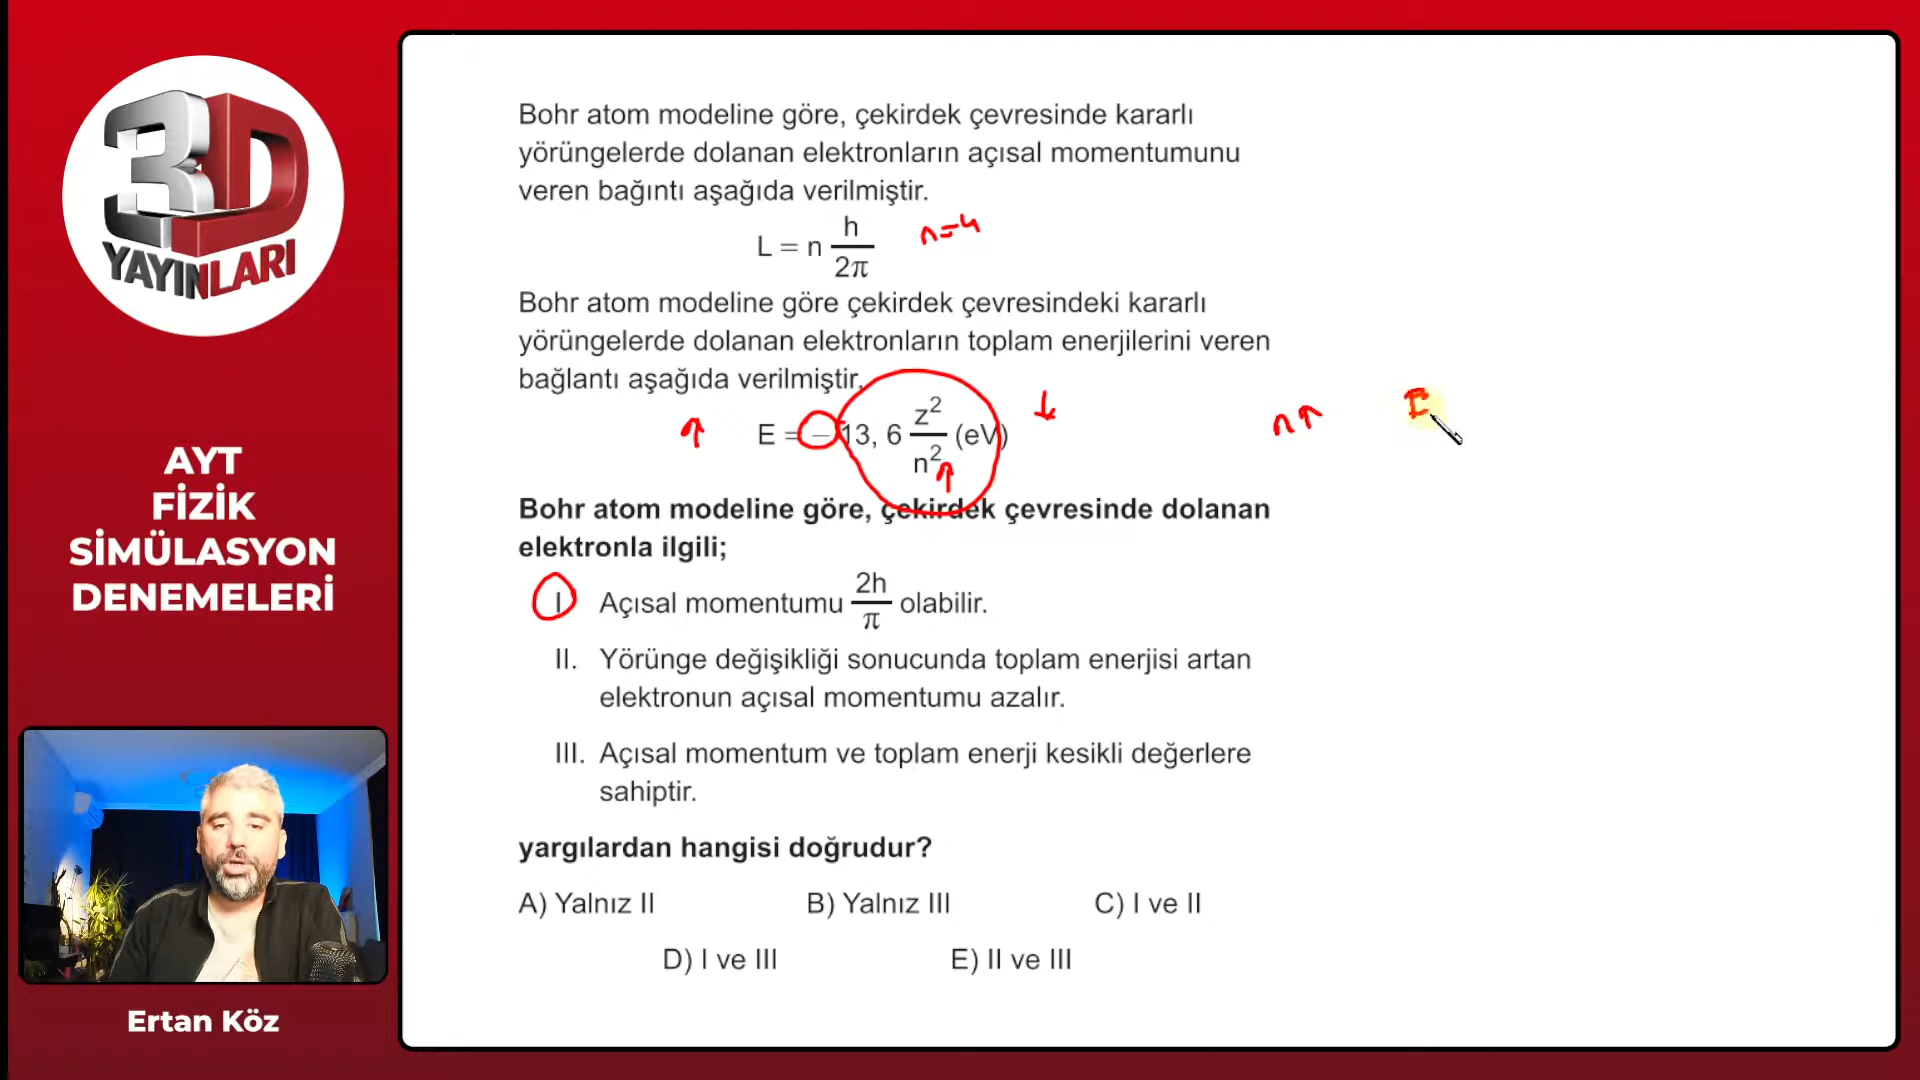 3D
YAYINLARI
AYT
FİZİK
SİMÜLASYON
DENEMELERİ
Ertan Köz
Bohr atom modeline göre, çekirdek çevresinde kararlı
yörüngelerde dolanan elektronların açısal momentumunu
veren bağıntı aşağıda verilmiştir.
L = n h/2π n=4
Bohr atom modeline göre çekirdek çevresindeki kararlı
yörüngelerde dolanan elektronların toplam enerjilerini veren
bağlantı aşağıda verilmiştir.
↑ E = −13, 6 z²/n² (eV) ↑ ↓ n↑ E
Bohr atom modeline göre, çekirdek çevresinde dolanan
elektronla ilgili;
I Açısal momentumu 2h/π olabilir.
II. Yörünge değişikliği sonucunda toplam enerjisi artan
elektronun açısal momentumu azalır.
III. Açısal momentum ve toplam enerji kesikli değerlere
sahiptir.
yargılardan hangisi doğrudur?
A) Yalnız II B) Yalnız III C) I ve II
D) I ve III E) II ve III